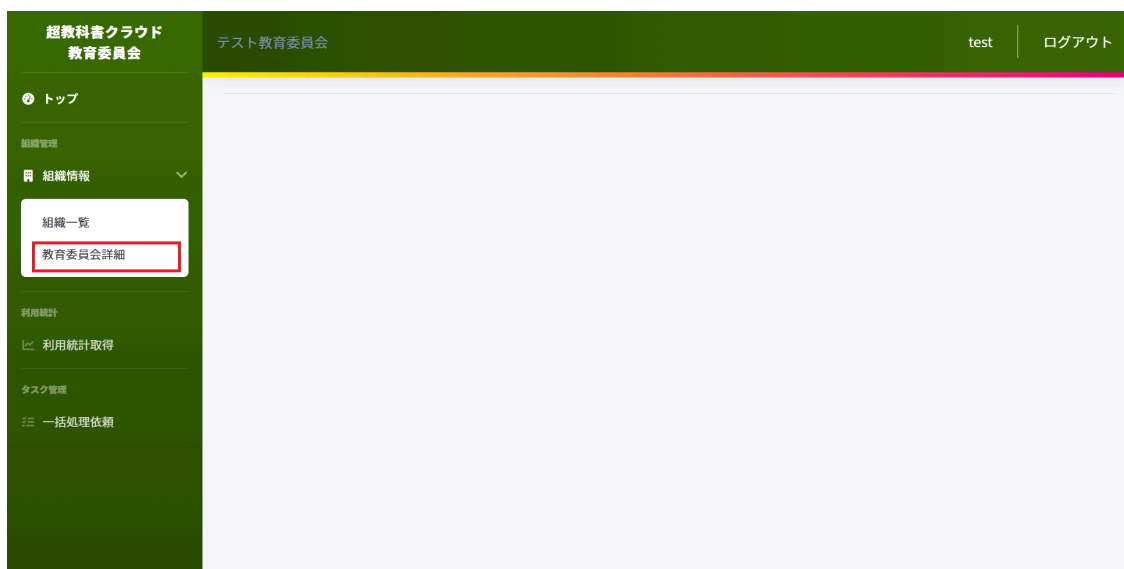 超教科書クラウド
教育委員会
テスト教育委員会
test
ログアウト
トップ
組織管理
組織情報
組織一覧
教育委員会詳細
利用統計
利用統計取得
タスク管理
一括処理依頼